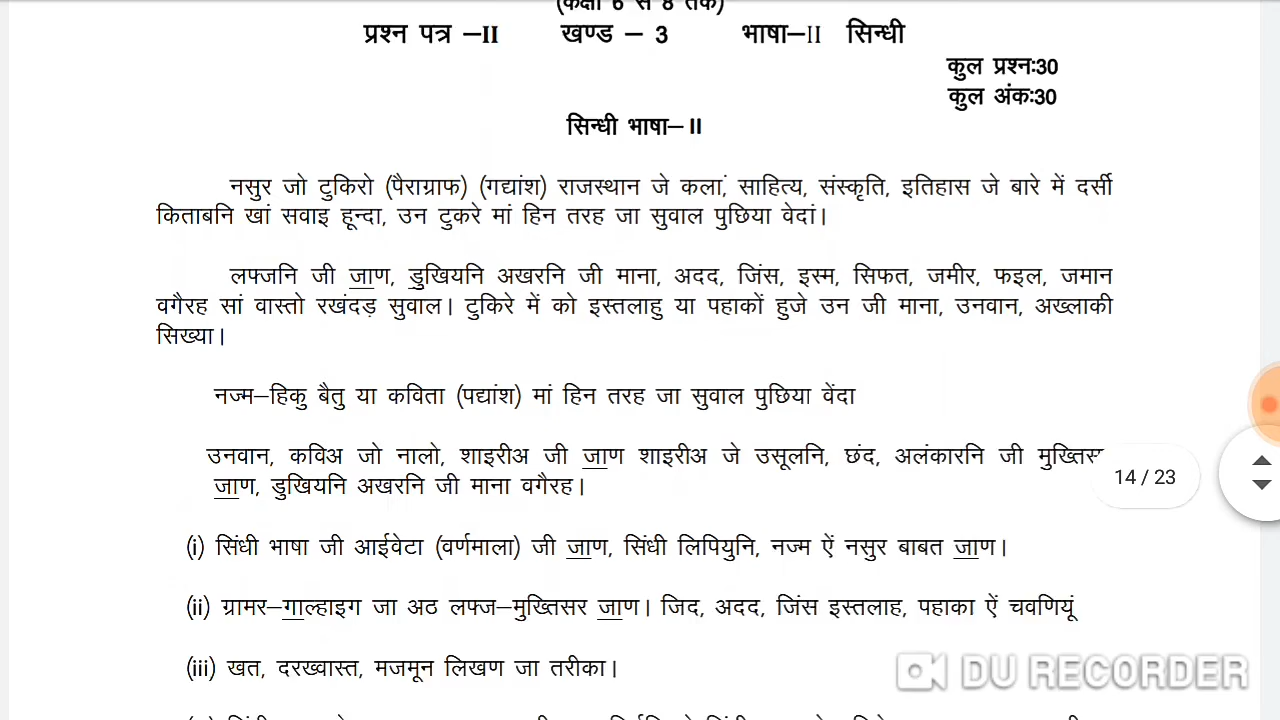 (कक्षा 6 से 8 तक)
प्रश्न पत्र –II खण्ड – 3 भाषा–II सिन्धी
कुल प्रश्न:30
कुल अंक:30
सिन्धी भाषा– II
नसुर जो टुकिरो (पैराग्राफ) (गद्यांश) राजस्थान जे कलां, साहित्य, संस्कृति, इतिहास जे बारे में दर्सी
किताबनि खां सवाइ हून्दा, उन टुकरे मां हिन तरह जा सुवाल पुछिया वेदां।
लफ्जनि जी जा॒ण, डु॒खियनि अखरनि जी माना, अदद, जिंस, इस्म, सिफत, जमीर, फइल, जमान
वगैरह सां वास्तो रखंदड़ सुवाल। टुकिरे में को इस्तलाहु या पहाकों हुजे उन जी माना, उनवान, अख्लाकी
सिख्या।
नज्म–हिकु बैतु या कविता (पद्यांश) मां हिन तरह जा सुवाल पुछिया वेंदा
उनवान, कविअ जो नालो, शाइरीअ जी जा॒ण शाइरीअ जे उसूलनि, छंद, अलंकारनि जी
जा॒ण, डुखियनि अखरनि जी माना वगैरह।
(i) सिंधी भाषा जी आईवेटा (वर्णमाला) जी जा॒ण, सिंधी लिपियुनि, नज्म ऐं नसुर बाबत जा॒ण।
(ii) ग्रामर–गा॒ल्हाइग जा अठ लफ्ज–मुख्तिसर जा॒ण। जिद, अदद, जिंस इस्तलाह, पहाका ऐं चवणियूं
(iii) खत, दरख्वास्त, मजमून लिखण जा तरीका।
14 / 23
DU RECORDER